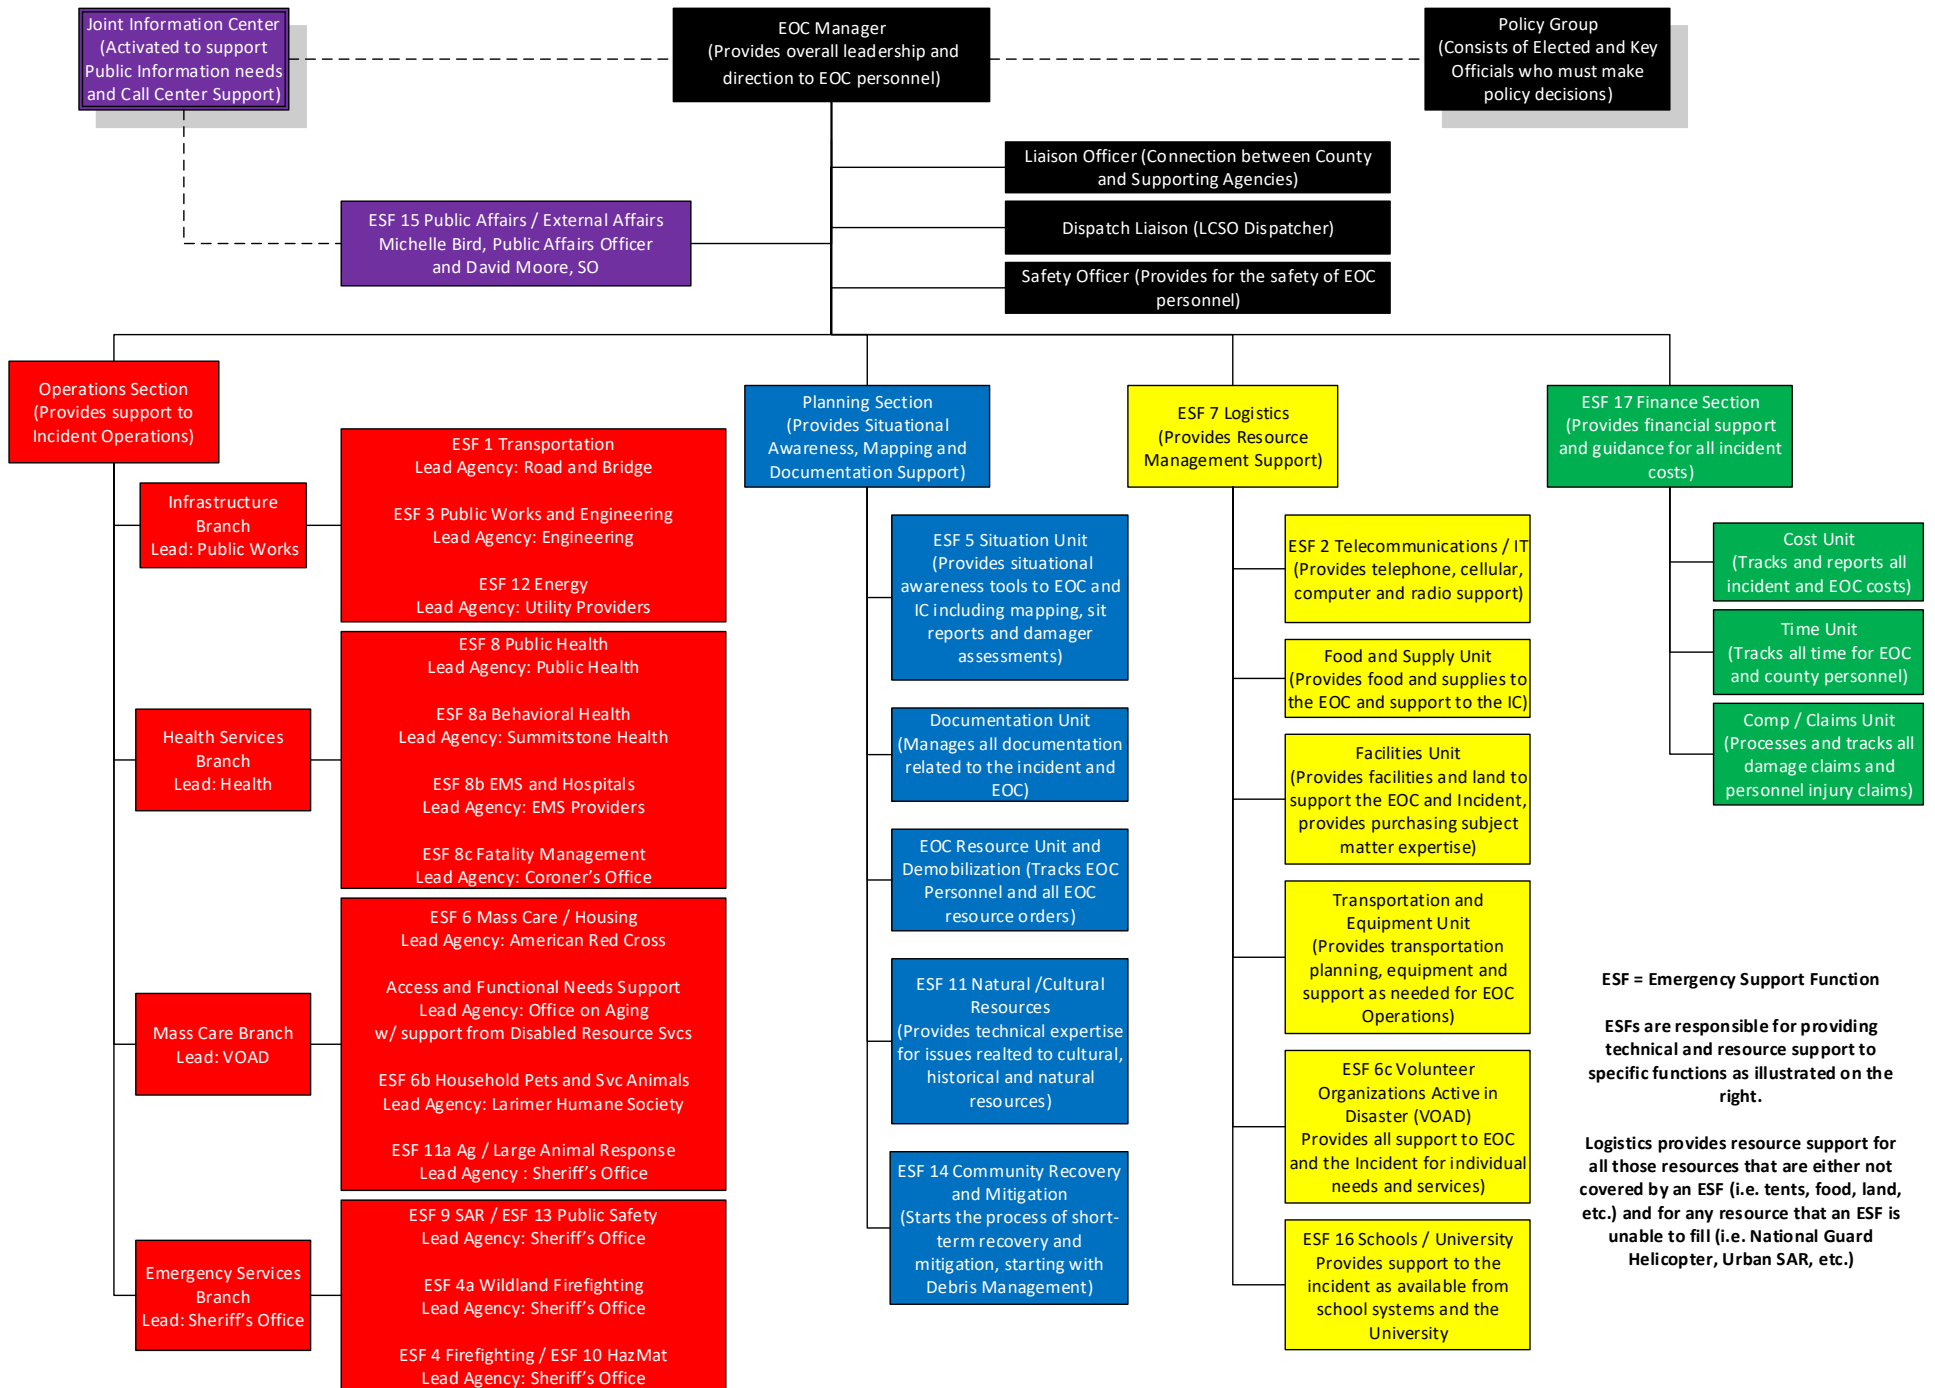 Joint Information Center
(Activated to support
Public Information needs
and Call Center Support)
EOC Manager
(Provides overall leadership and
direction to EOC personnel)
Policy Group
(Consists of Elected and Key
Officials who must make
policy decisions)
Liaison Officer (Connection between County
and Supporting Agencies)
ESF 15 Public Affairs / External Affairs
Michelle Bird, Public Affairs Officer
and David Moore, SO
Dispatch Liaison (LCSO Dispatcher)
Safety Officer (Provides for the safety of EOC
personnel)
Operations Section
(Provides support to
Incident Operations)
Infrastructure
Branch
Lead: Public Works
ESF 1 Transportation
Lead Agency: Road and Bridge
ESF 3 Public Works and Engineering
Lead Agency: Engineering
ESF 12 Energy
Lead Agency: Utility Providers
Health Services
Branch
Lead: Health
ESF 8 Public Health
Lead Agency: Public Health
ESF 8a Behavioral Health
Lead Agency: Summitstone Health
ESF 8b EMS and Hospitals
Lead Agency: EMS Providers
ESF 8c Fatality Management
Lead Agency: Coroner's Office
Mass Care Branch
Lead: VOAD
ESF 6 Mass Care / Housing
Lead Agency: American Red Cross
Access and Functional Needs Support
Lead Agency: Office on Aging
w/ support from Disabled Resource Svcs
ESF 6b Household Pets and Svc Animals
Lead Agency: Larimer Humane Society
ESF 11a Ag / Large Animal Response
Lead Agency : Sheriff's Office
Emergency Services
Branch
Lead: Sheriff's Office
ESF 9 SAR / ESF 13 Public Safety
Lead Agency: Sheriff's Office
ESF 4a Wildland Firefighting
Lead Agency: Sheriff's Office
ESF 4 Firefighting / ESF 10 HazMat
Lead Agency: Sheriff's Office
Planning Section
(Provides Situational
Awareness, Mapping and
Documentation Support)
ESF 5 Situation Unit
(Provides situational
awareness tools to EOC and
IC including mapping, sit
reports and damager
assessments)
Documentation Unit
(Manages all documentation
related to the incident and
EOC)
EOC Resource Unit and
Demobilization (Tracks EOC
Personnel and all EOC
resource orders)
ESF 11 Natural /Cultural
Resources
(Provides technical expertise
for issues realted to cultural,
historical and natural
resources)
ESF 14 Community Recovery
and Mitigation
(Starts the process of short-
term recovery and
mitigation, starting with
Debris Management)
ESF 7 Logistics
(Provides Resource
Management Support)
ESF 2 Telecommunications / IT
(Provides telephone, cellular,
computer and radio support)
Food and Supply Unit
(Provides food and supplies to
the EOC and support to the IC)
Facilities Unit
(Provides facilities and land to
support the EOC and Incident,
provides purchasing subject
matter expertise)
Transportation and
Equipment Unit
(Provides transportation
planning, equipment and
support as needed for EOC
Operations)
ESF 6c Volunteer
Organizations Active in
Disaster (VOAD)
Provides all support to EOC
and the Incident for individual
needs and services)
ESF 16 Schools / University
Provides support to the
incident as available from
school systems and the
University
ESF 17 Finance Section
(Provides financial support
and guidance for all incident
costs)
Cost Unit
(Tracks and reports all
incident and EOC costs)
Time Unit
(Tracks all time for EOC
and county personnel)
Comp / Claims Unit
(Processes and tracks all
damage claims and
personnel injury claims)
ESF = Emergency Support Function
ESFs are responsible for providing
technical and resource support to
specific functions as illustrated on the
right.
Logistics provides resource support for
all those resources that are either not
covered by an ESF (i.e. tents, food, land,
etc.) and for any resource that an ESF is
unable to fill (i.e. National Guard
Helicopter, Urban SAR, etc.)